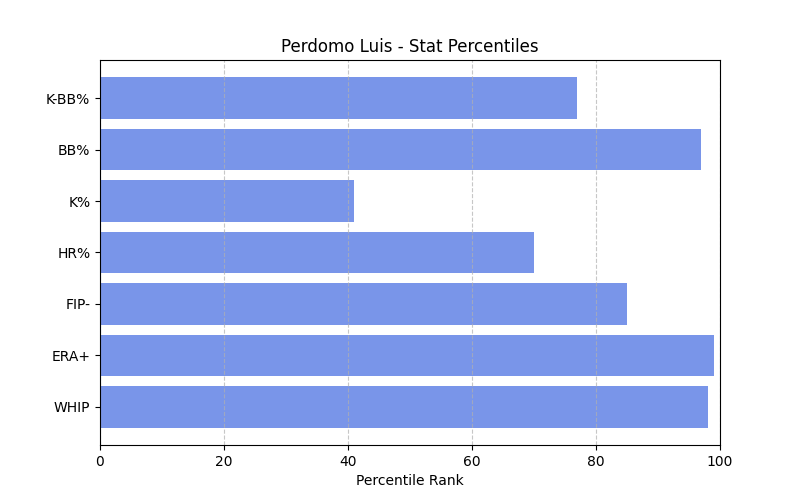 Perdomo Luis - Stat Percentiles
K-BB%
BB%
K%
HR%
FIP-
ERA+
WHIP
0 20 40 60 80 100
Percentile Rank